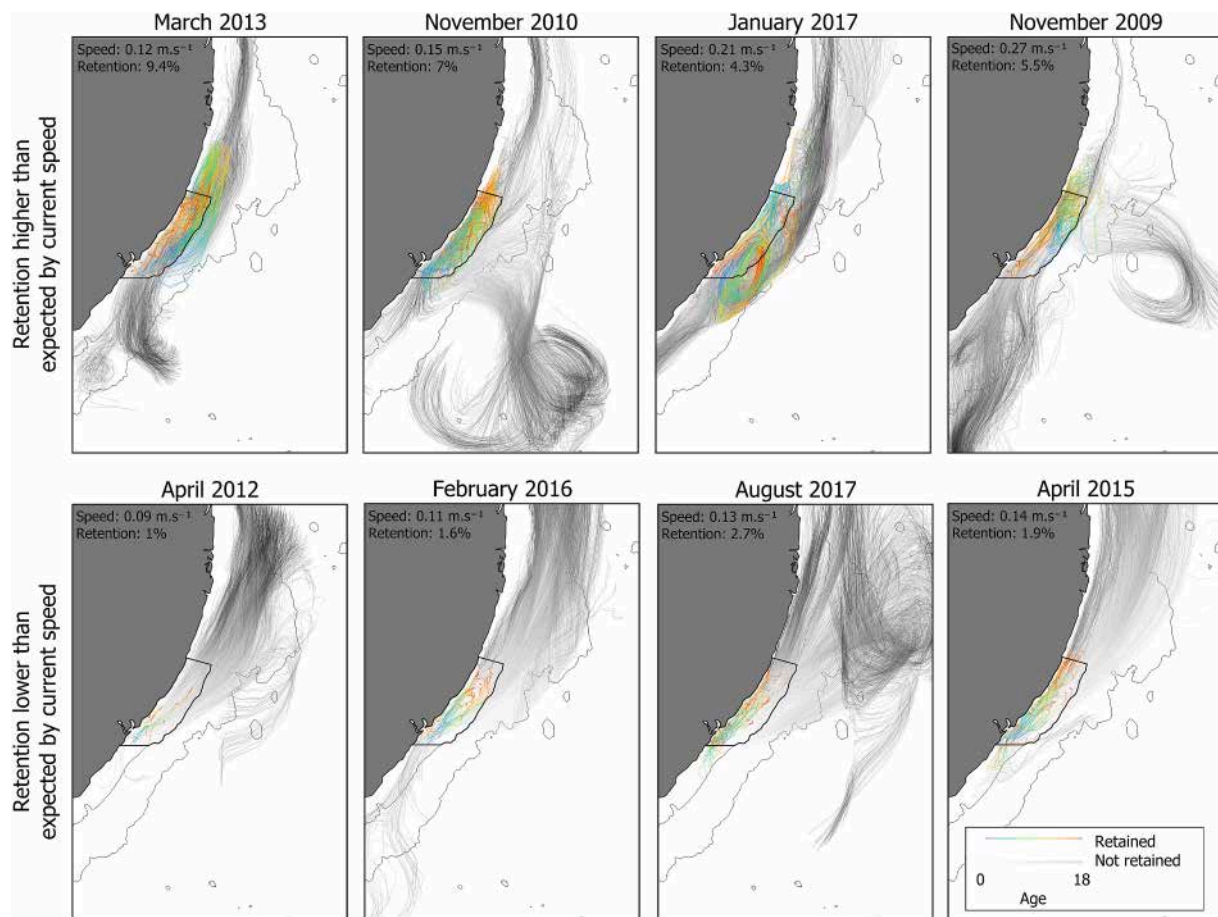 March 2013
November 2010
January 2017
November 2009
Speed: 0.12 m.s⁻¹
Retention: 9.4%
Speed: 0.15 m.s⁻¹
Retention: 7%
Speed: 0.21 m.s⁻¹
Retention: 4.3%
Speed: 0.27 m.s⁻¹
Retention: 5.5%
Retention higher than
expected by current speed
April 2012
February 2016
August 2017
April 2015
Speed: 0.09 m.s⁻¹
Retention: 1%
Speed: 0.11 m.s⁻¹
Retention: 1.6%
Speed: 0.13 m.s⁻¹
Retention: 2.7%
Speed: 0.14 m.s⁻¹
Retention: 1.9%
Retention lower than
expected by current speed
Retained
Not retained
0 18
Age